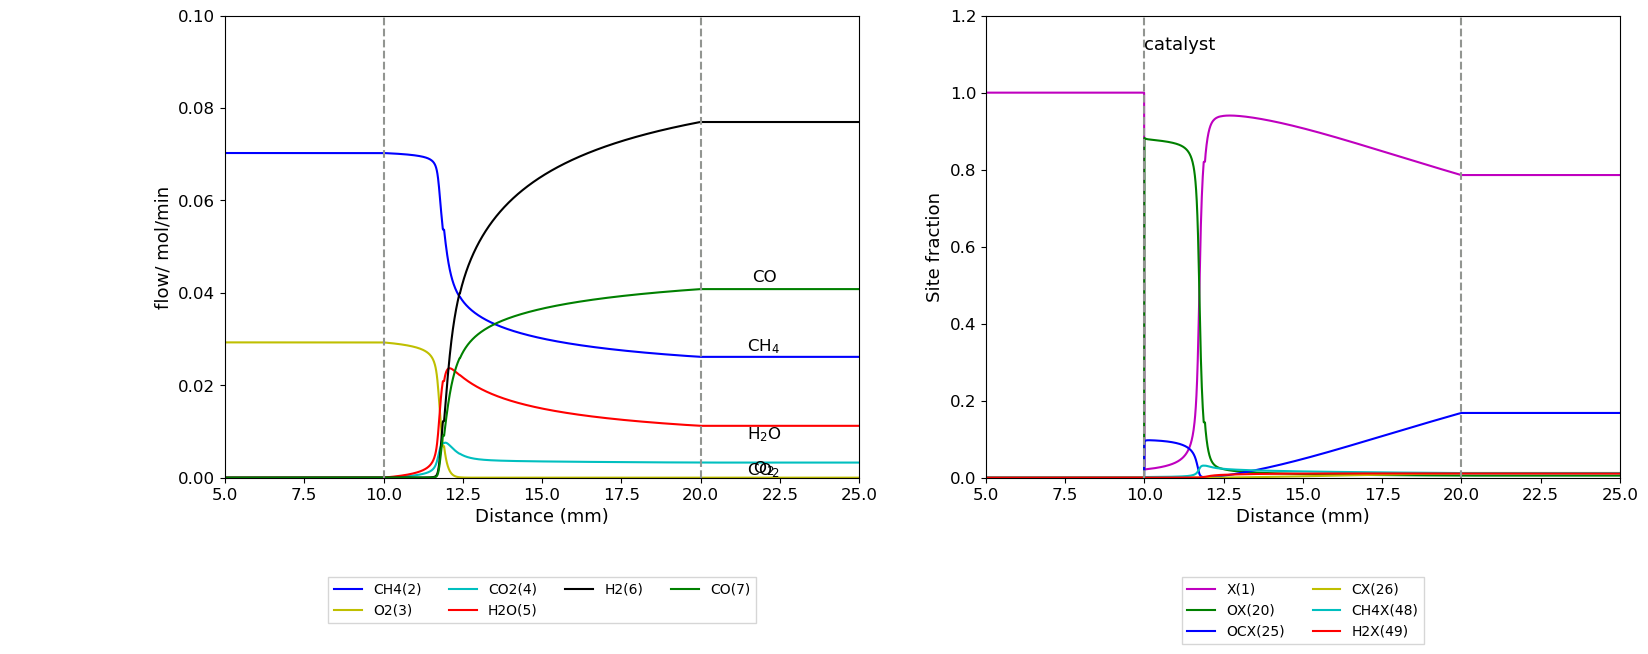 0.10
0.08
0.06
0.04
0.02
0.00
flow/ mol/min
CO
CH₄
H₂O
O₂
CO₂
5.0 7.5 10.0 12.5 15.0 17.5 20.0 22.5 25.0
Distance (mm)
CH4(2) CO2(4) H2(6) CO(7)
O2(3) H2O(5)
1.2
1.0
0.8
0.6
0.4
0.2
0.0
Site fraction
catalyst
5.0 7.5 10.0 12.5 15.0 17.5 20.0 22.5 25.0
Distance (mm)
X(1) CX(26)
OX(20) CH4X(48)
OCX(25) H2X(49)